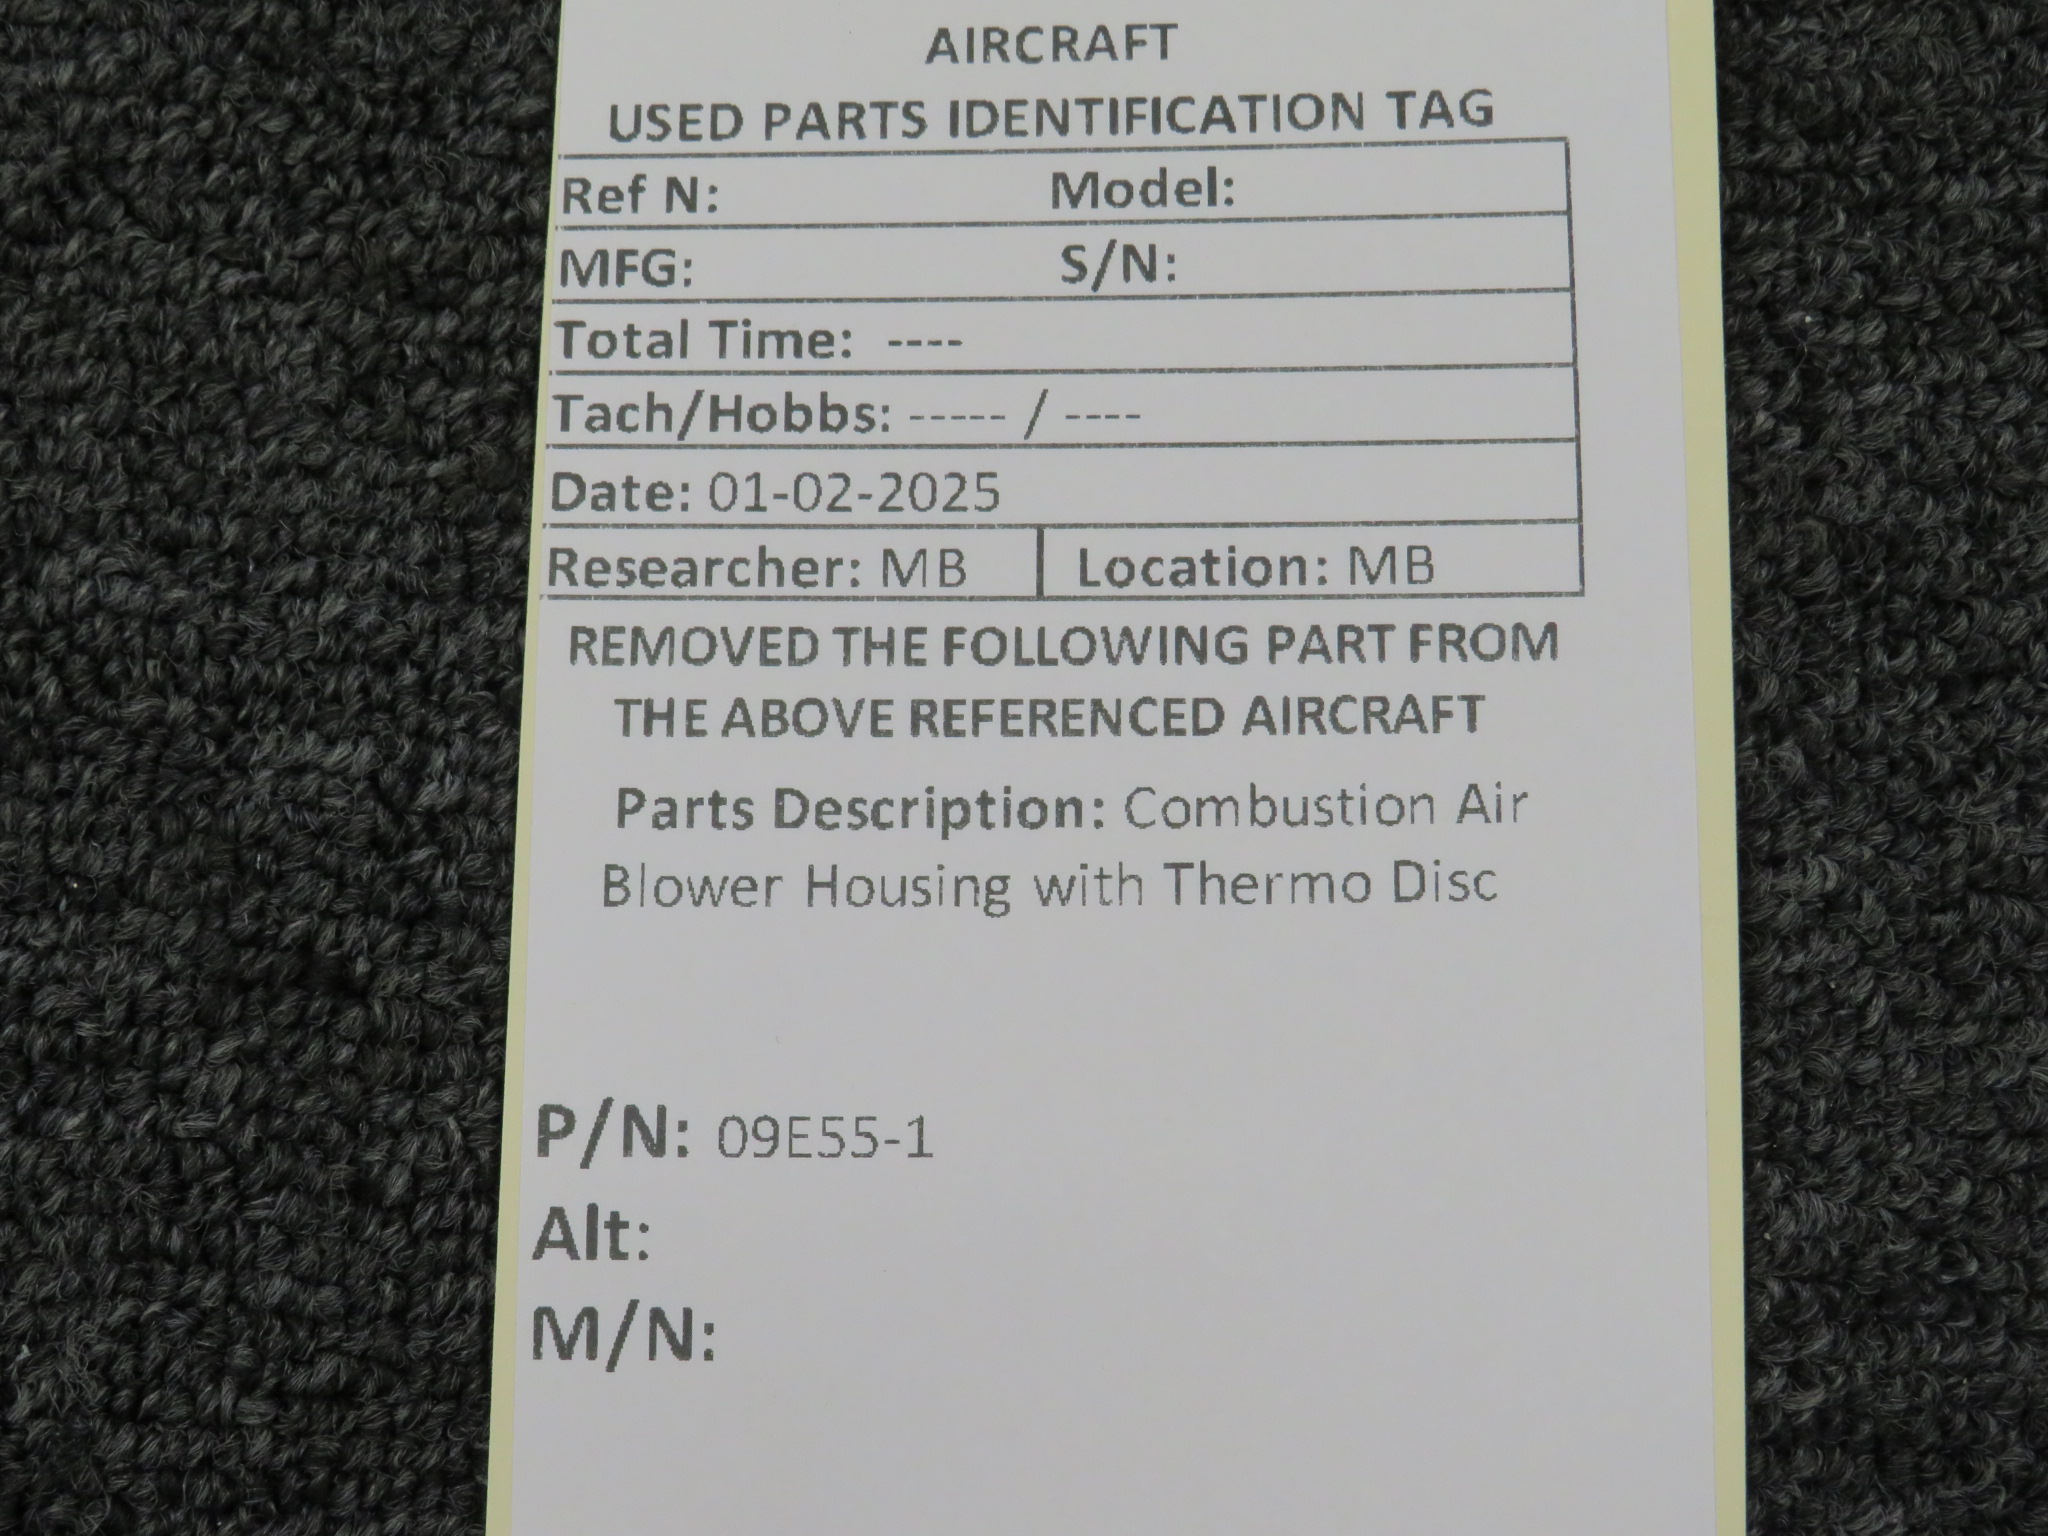 AIRCRAFT
USED PARTS IDENTIFICATION TAG
Ref N: Model:
MFG: S/N:
Total Time: ----
Tach/Hobbs: ----- / ----
Date: 01-02-2025
Researcher: MB Location: MB
REMOVED THE FOLLOWING PART FROM
THE ABOVE REFERENCED AIRCRAFT
Parts Description: Combustion Air
Blower Housing with Thermo Disc
P/N: 09E55-1
Alt:
M/N: